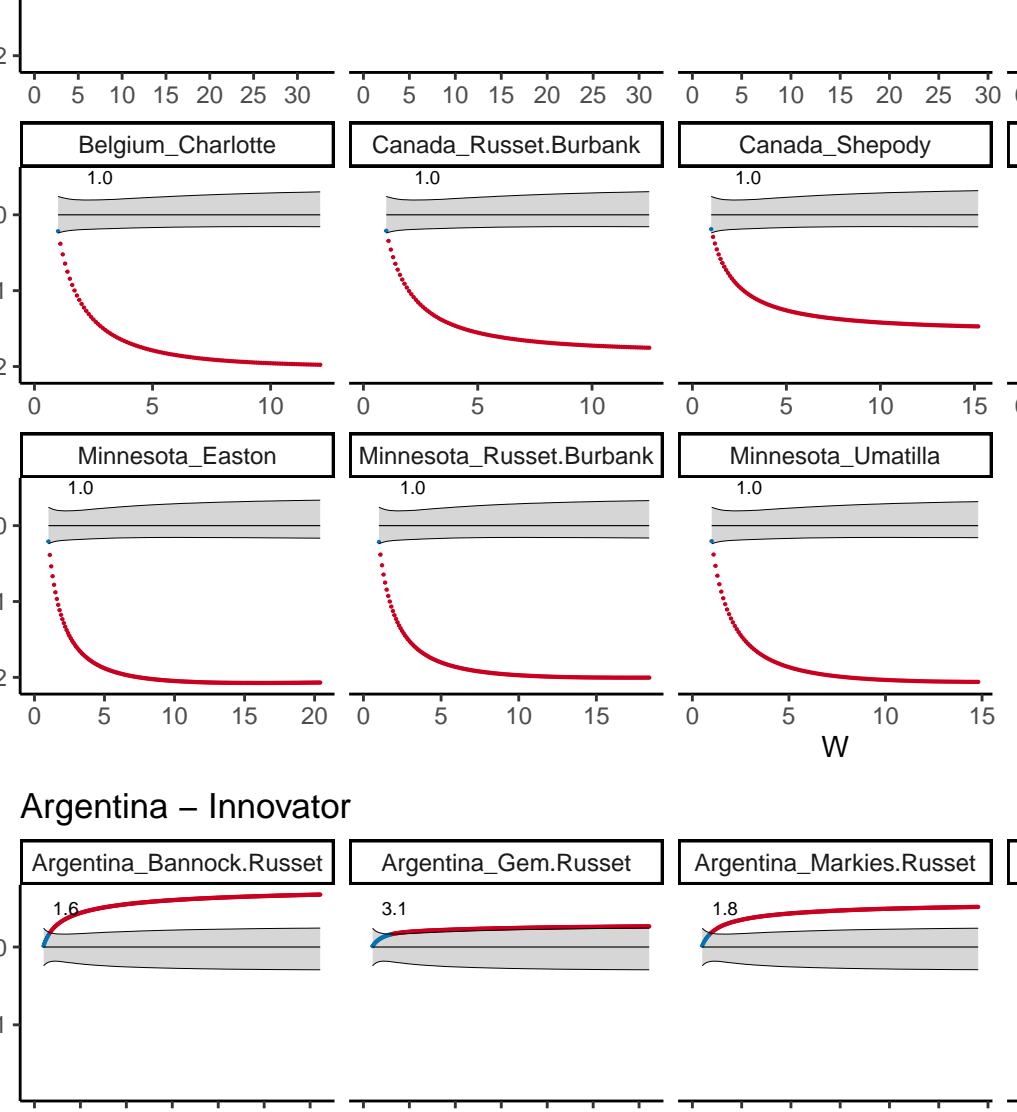 2
0 5 10 15 20 25 30 0 5 10 15 20 25 30 0 5 10 15 20 25 30
Belgium_Charlotte Canada_Russet.Burbank Canada_Shepody
1.0 1.0 1.0
0
1
2
0 5 10 0 5 10 0 5 10 15
Minnesota_Easton Minnesota_Russet.Burbank Minnesota_Umatilla
1.0 1.0 1.0
0
1
2
0 5 10 15 20 0 5 10 15 0 5 10 15
W
Argentina – Innovator
Argentina_Bannock.Russet Argentina_Gem.Russet Argentina_Markies.Russet
1.6 3.1 1.8
0
1